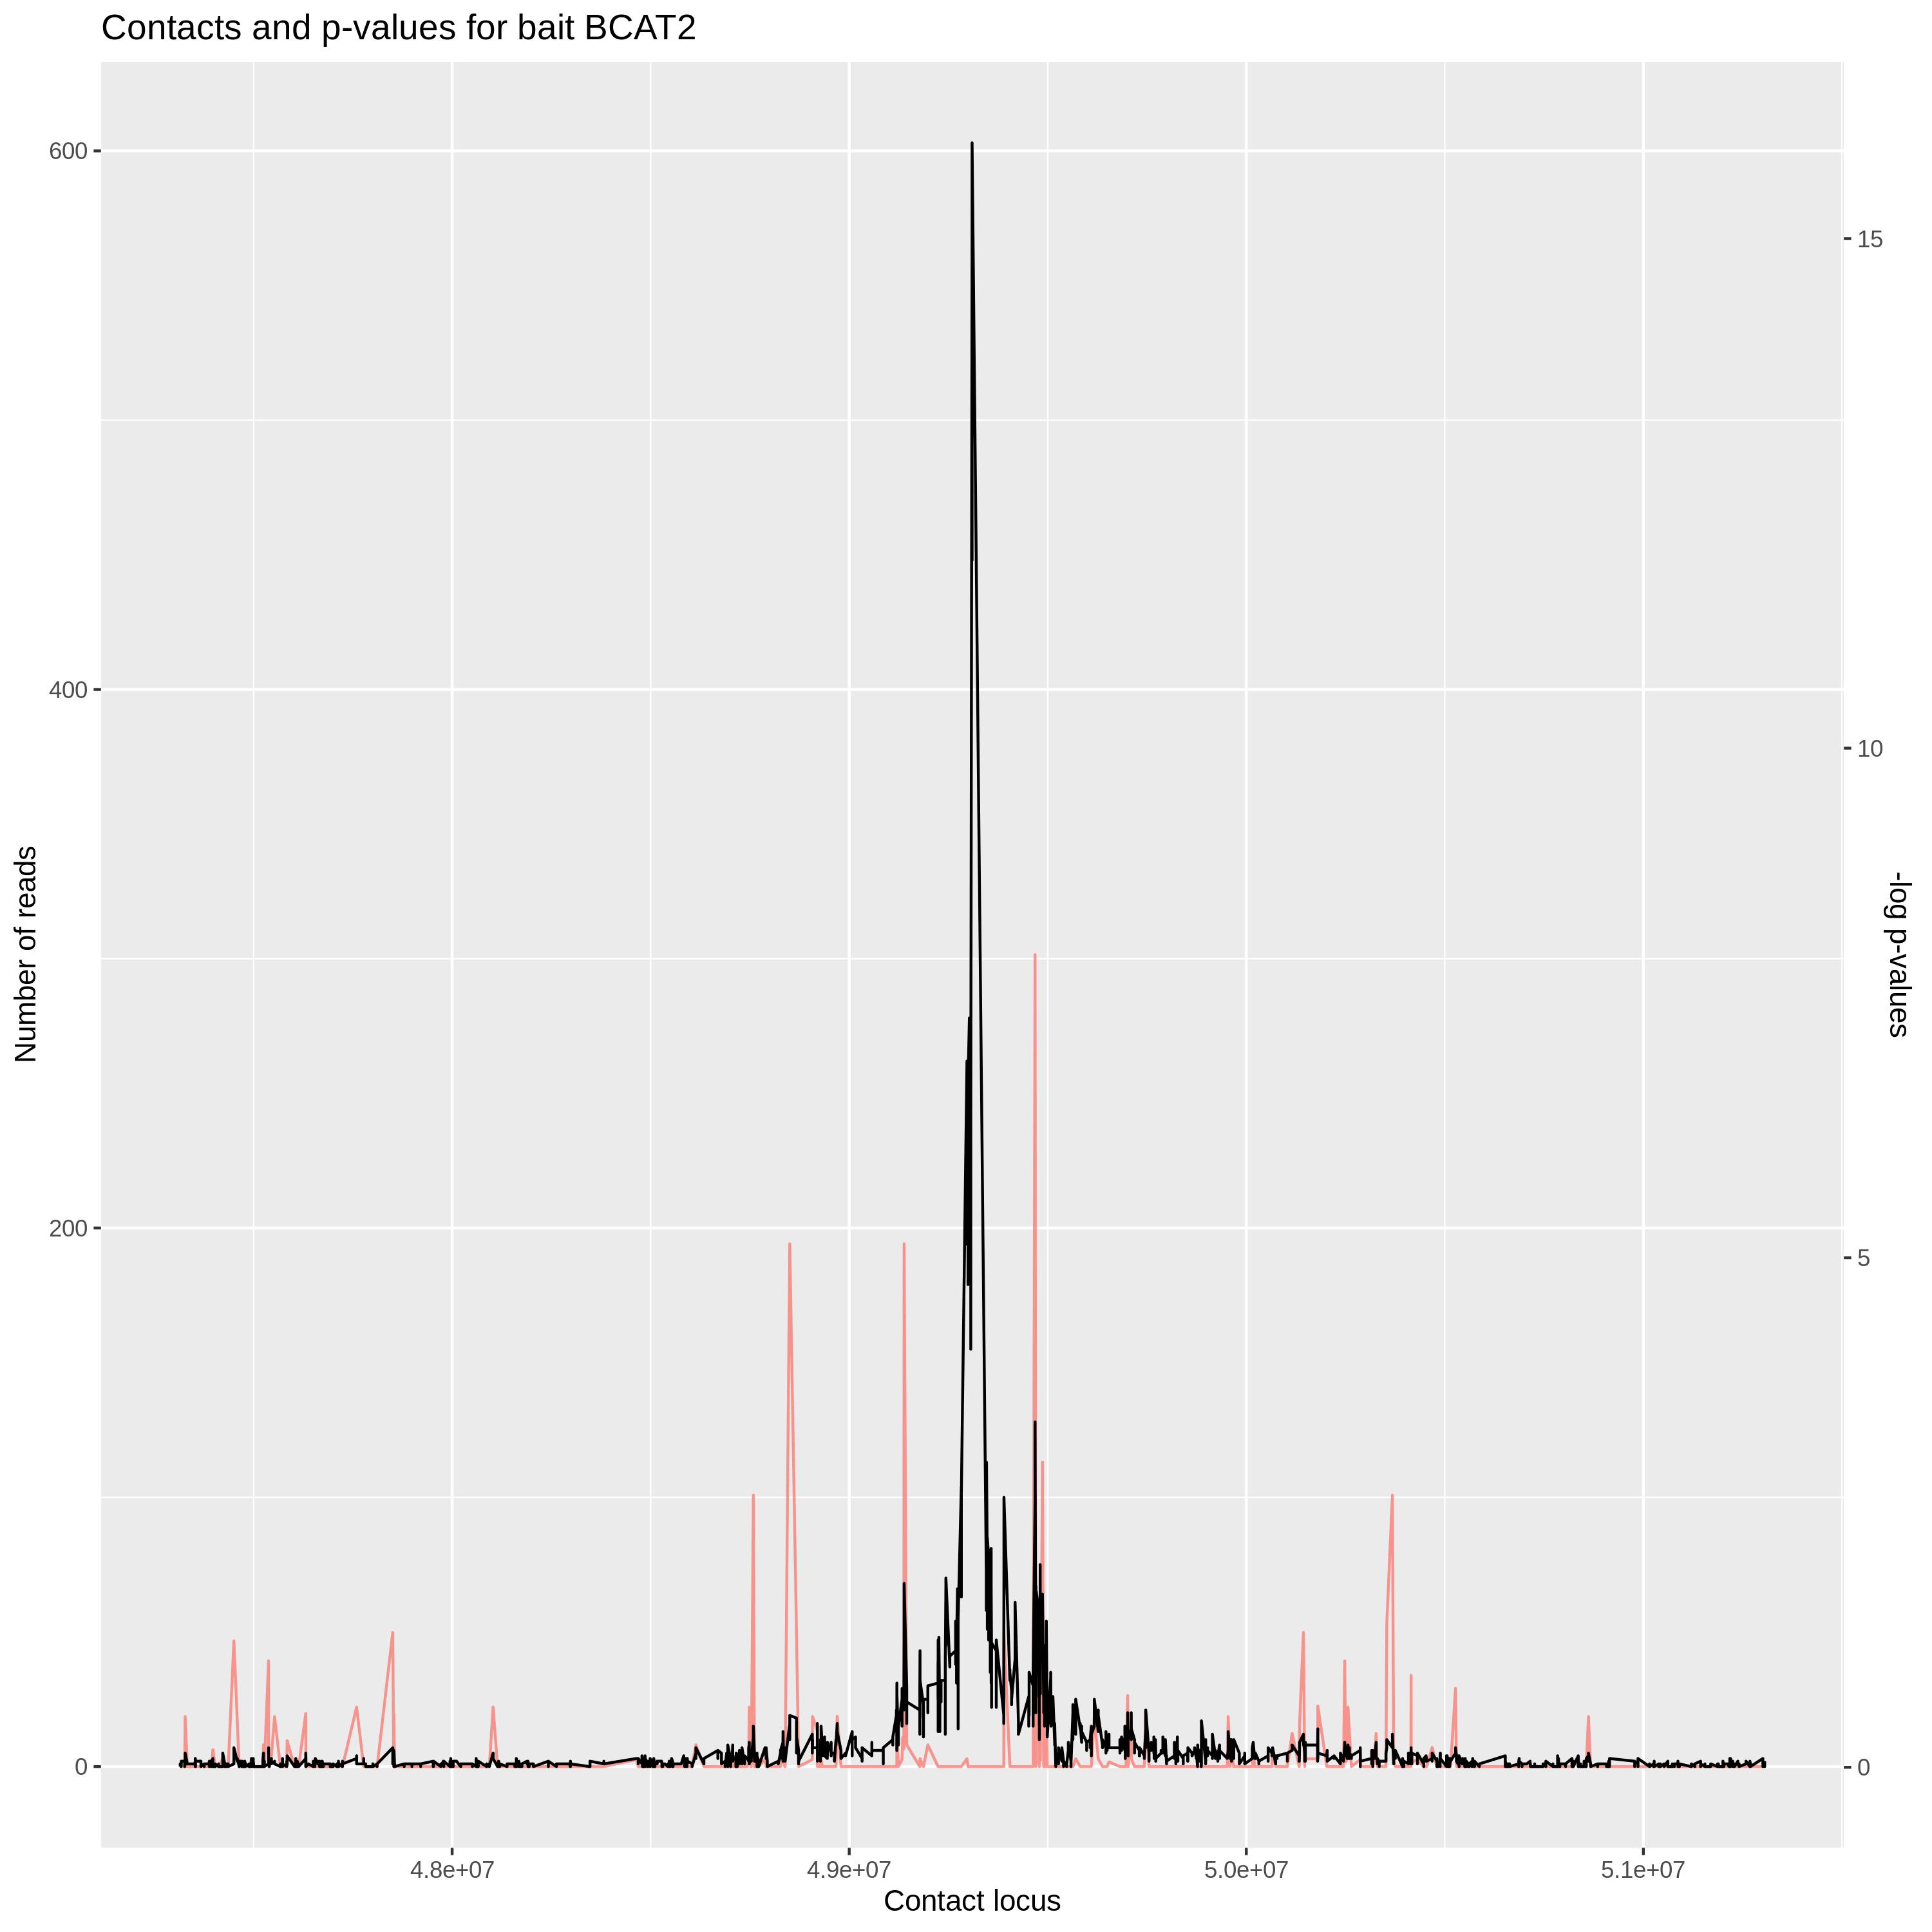 Contacts and p-values for bait BCAT2
600
400
200
0
15
10
5
0
Number of reads
-log p-values
4.8e+07
4.9e+07
5.0e+07
5.1e+07
Contact locus